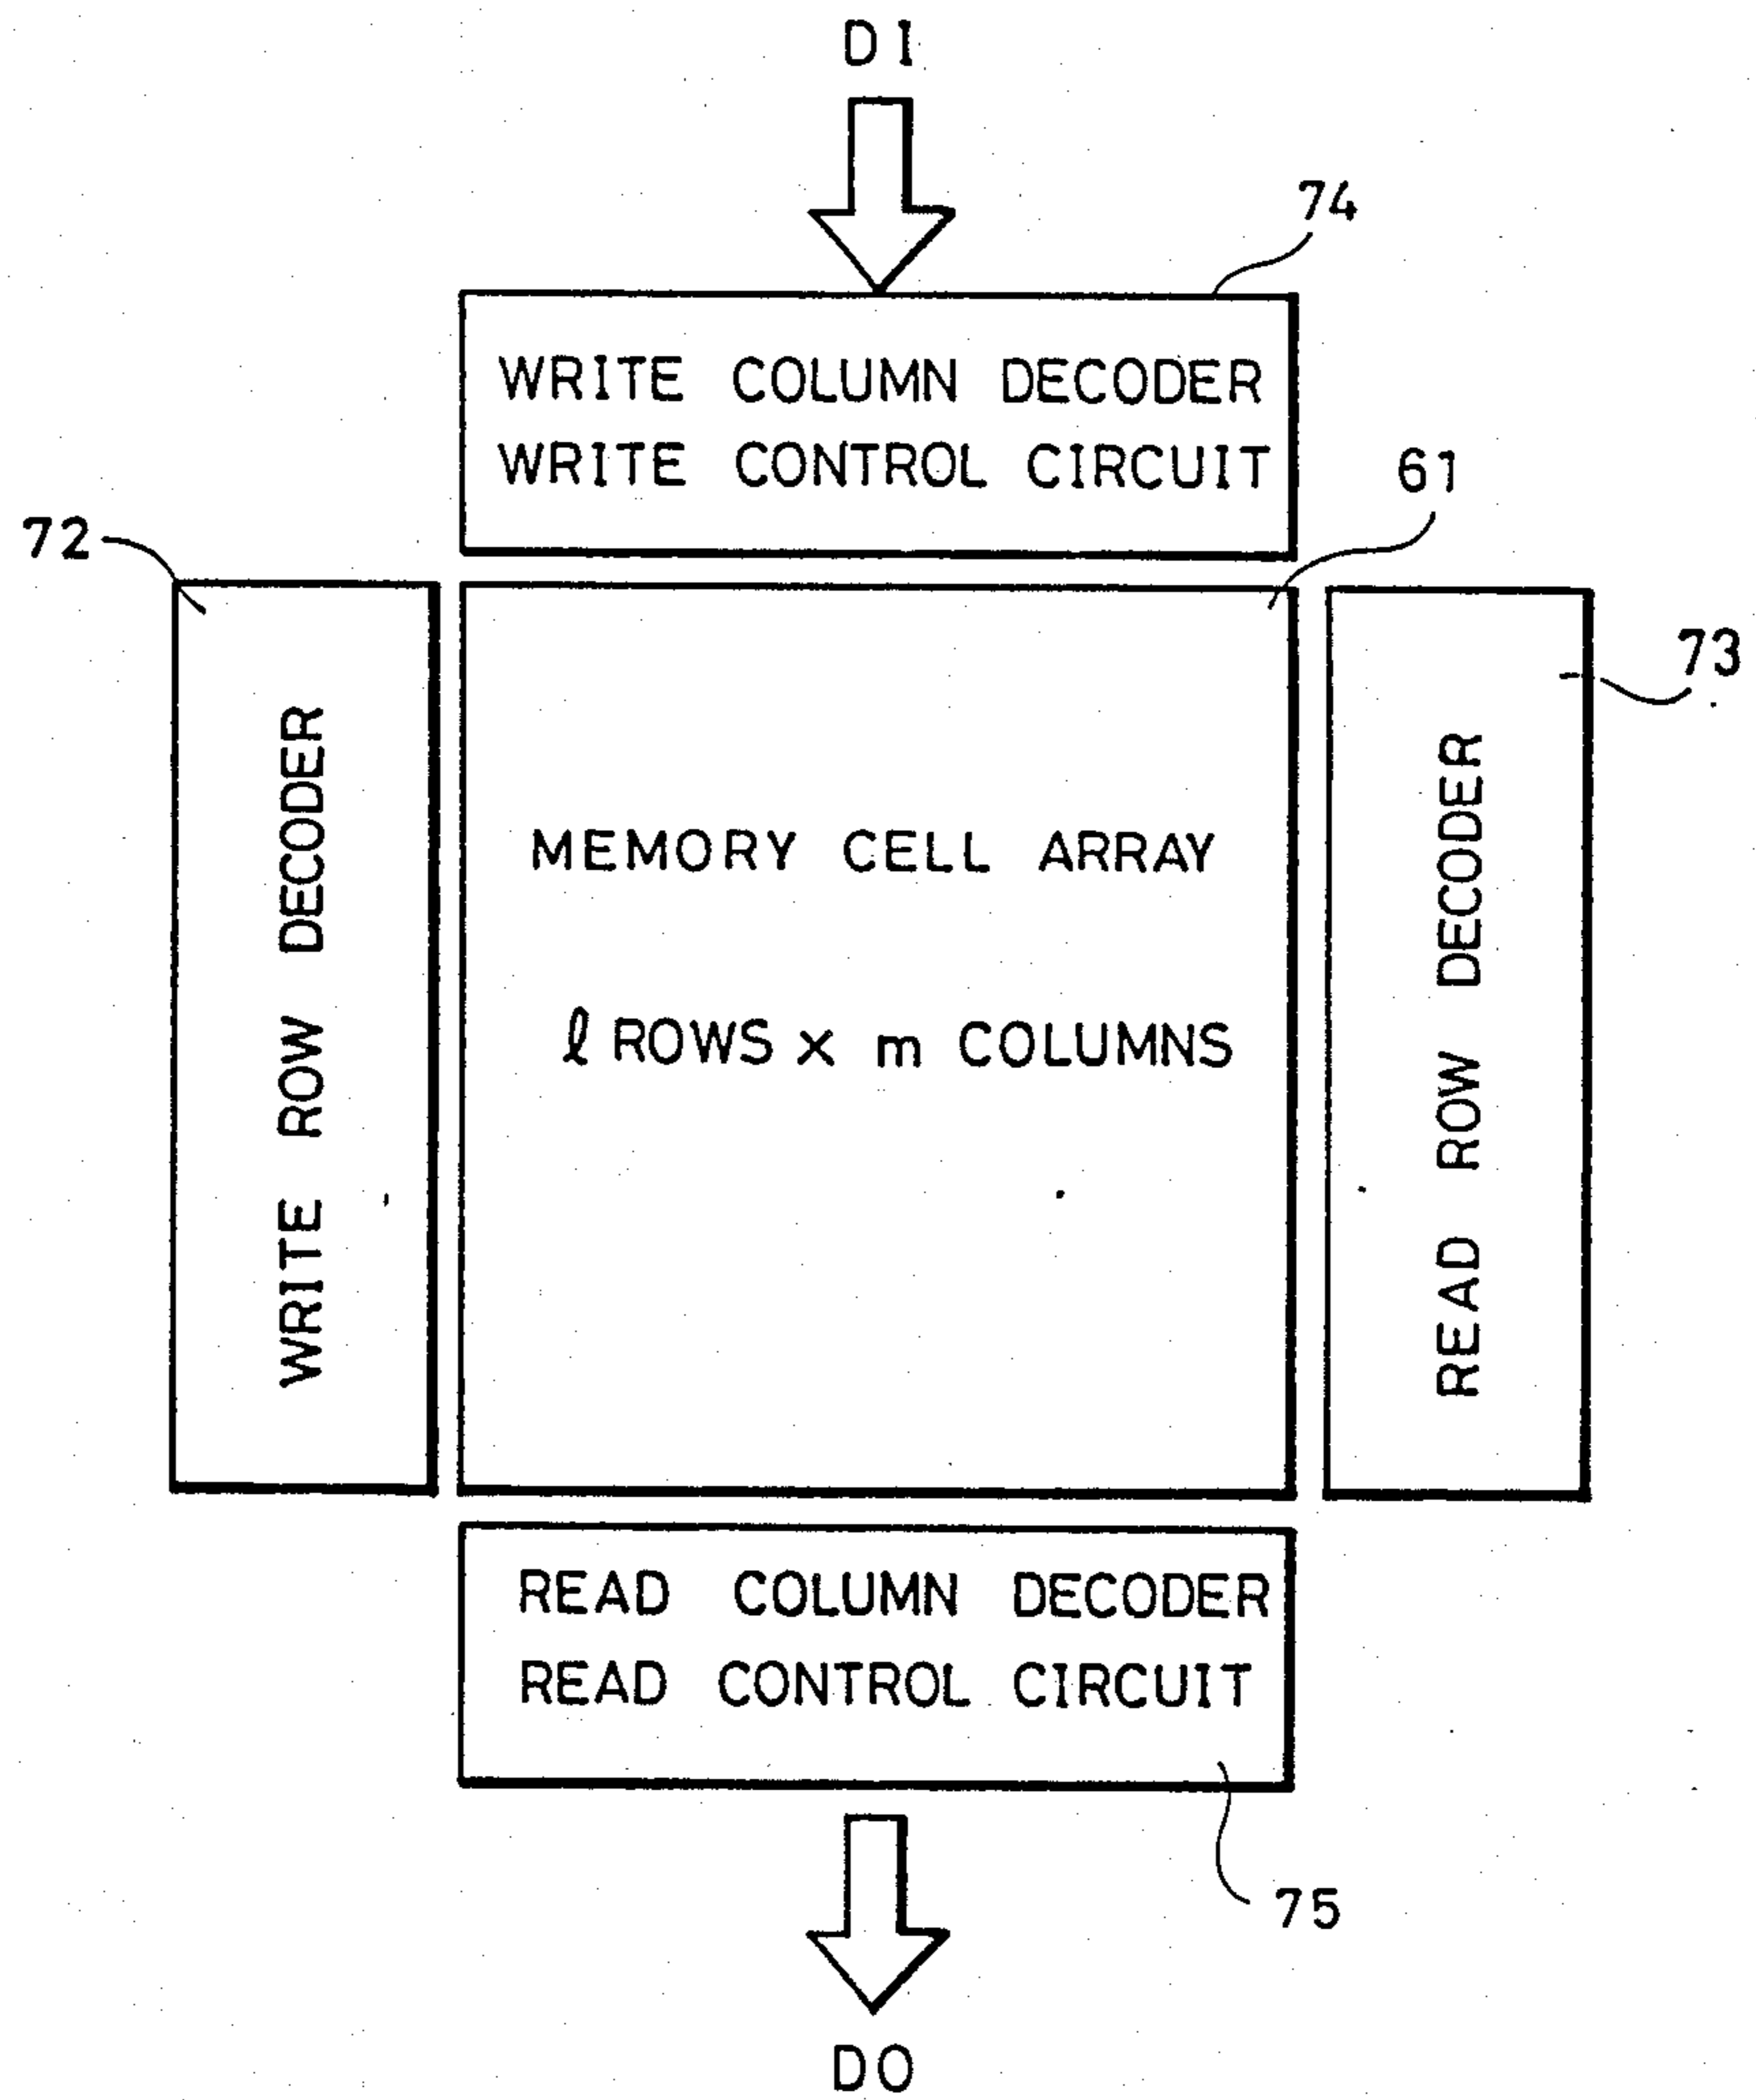 DI
74
WRITE COLUMN DECODER
WRITE CONTROL CIRCUIT
61
72
73
WRITE ROW DECODER
MEMORY CELL ARRAY
ℓ ROWS × m COLUMNS
READ ROW DECODER
READ COLUMN DECODER
READ CONTROL CIRCUIT
75
DO